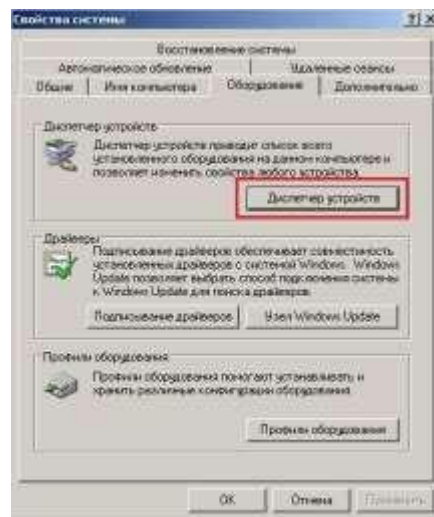 Свойства системы
Восстановление системы
Автоматическое обновление
Удаленные сеансы
Общие
Имя компьютера
Оборудование
Дополнительно
Диспетчер устройств
Диспетчер устройств приводит список всего
установленного оборудования на данном компьютере и
позволяет изменить свойства любого устройства.
Диспетчер устройств
Драйверы
Подписывание драйверов обеспечивает совместимость
установленных драйверов с системой Windows. Windows
Update позволяет выбрать способ подключения системы
к Windows Update для поиска драйверов.
Подписывание драйверов
Узел Windows Update
Профили оборудования
Профили оборудования помогают устанавливать и
хранить различные конфигурации оборудования.
Профили оборудования
OK
Отмена
Применить